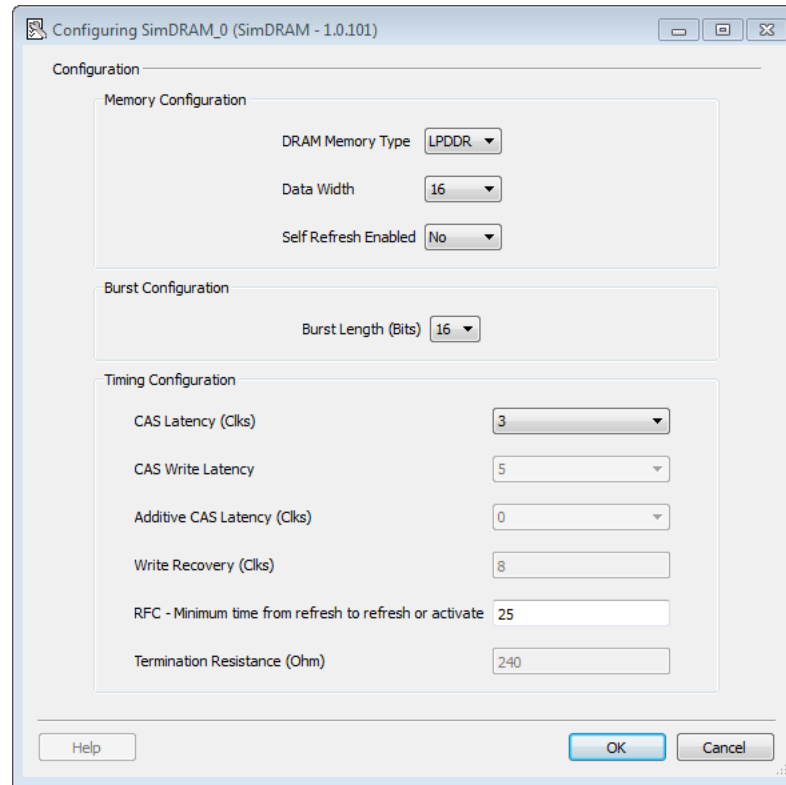 Configuring SimDRAM_0 (SimDRAM - 1.0.101)
Configuration
Memory Configuration
DRAM Memory Type LPDDR
Data Width 16
Self Refresh Enabled No
Burst Configuration
Burst Length (Bits) 16
Timing Configuration
CAS Latency (Clks) 3
CAS Write Latency 5
Additive CAS Latency (Clks) 0
Write Recovery (Clks) 8
RFC - Minimum time from refresh to refresh or activate 25
Termination Resistance (Ohm) 240
Help OK Cancel